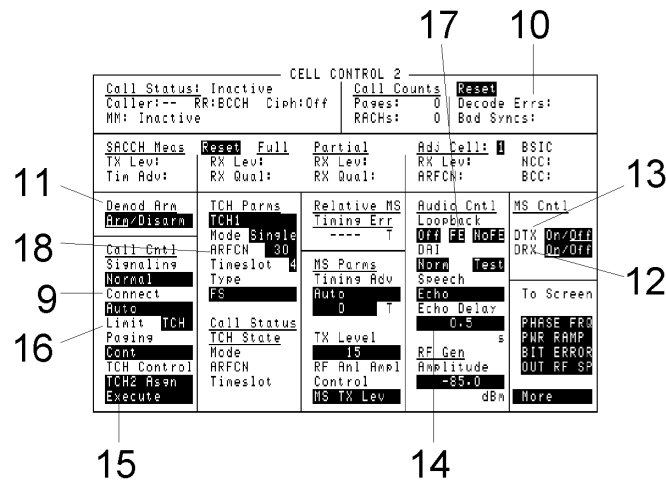 17 10
CELL CONTROL 2
Call Status: Inactive
Caller:-- RR:BCCH Ciph:Off
MM: Inactive
Call Counts Reset
Pages: 0 Decode Errs:
RACHs: 0 Bad Syncs:
SACCH Meas Reset Full Partial Adj Cell: 1 BSIC
TX Lev: RX Lev: RX Lev: RX Lev: NCC:
Tim Adv: RX Qual: RX Qual: ARFCN: BCC:
11
18
9
16
Demod Arm
Arm/Disarm
Call Cntl
Signaling
Normal
Connect
Auto
Limit TCH
Paging
Cont
TCH Control
TCH2 Asgn
Execute
TCH Parms
TCH1
Mode Single
ARFCN 30
Timeslot 4
Type
FS
Call Status
TCH State
Mode
ARFCN
Timeslot
Relative MS
Timing Err
---- T
MS Parms
Timing Adv
Auto
0 T
TX Level
15
RF Anl Ampl
Control
MS TX Lev
Audio Cntl
Loopback
Off FE NoFE
DAI
Norm Test
Speech
Echo
Echo Delay
0.5
s
RF Gen
Amplitude
-85.0
dBm
MS Cntl
DTX On/Off
DRX On/Off
To Screen
PHASE FRQ
PWR RAMP
BIT ERROR
OUT RF SP
More
13
12
15
14